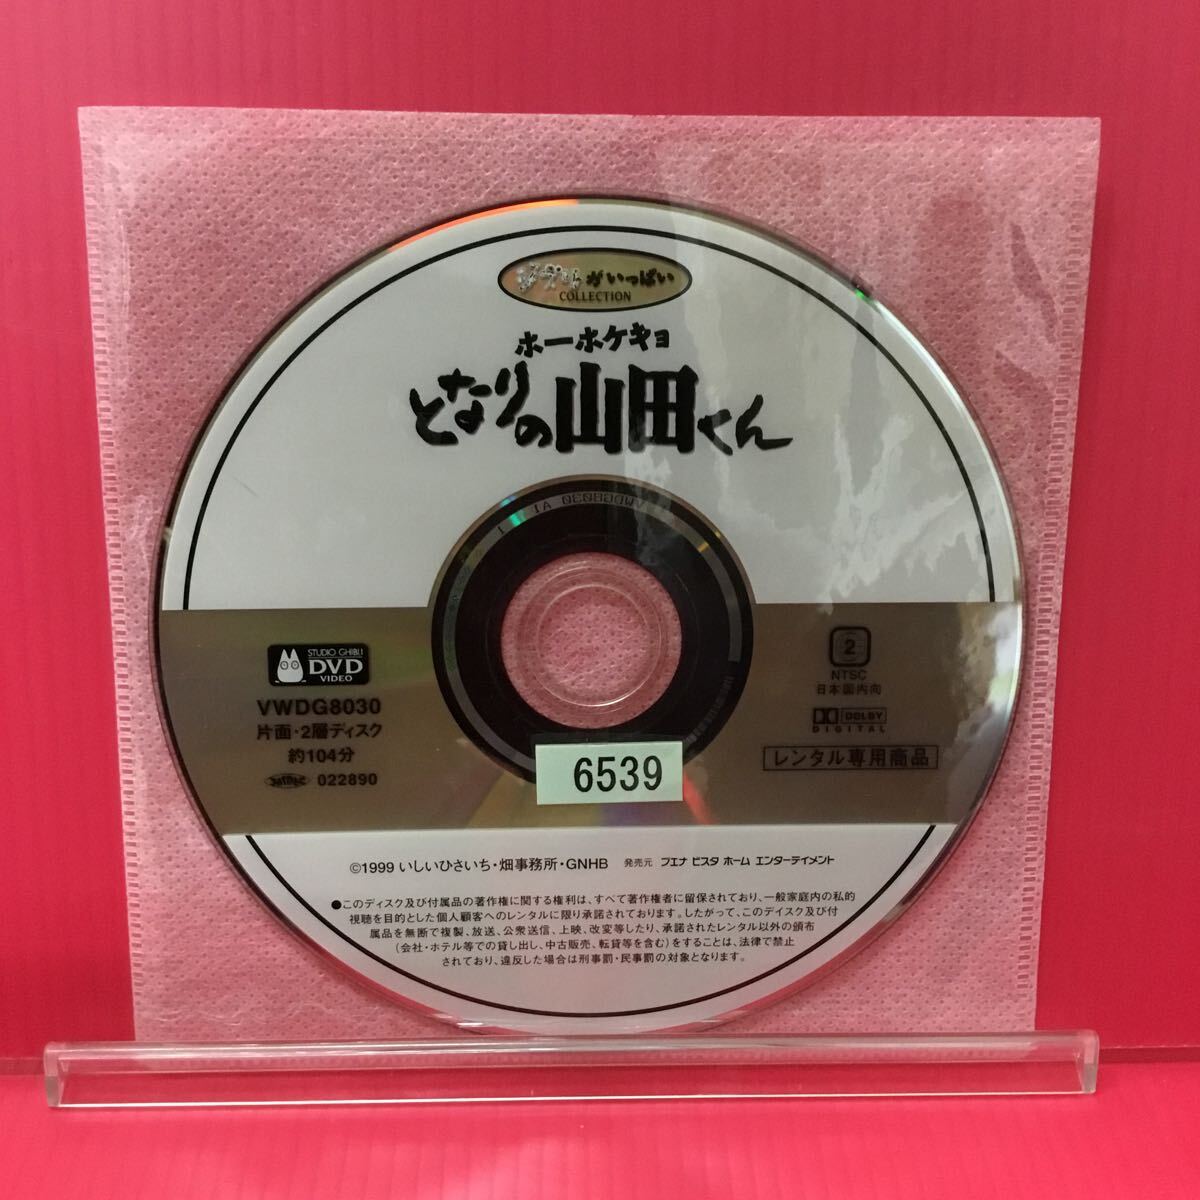 ジブリがいっぱい
COLLECTION
ホーホケキョ
となりの山田くん
STUDIO GHIBLI
DVD
VIDEO
VWDG8030
片面・2層ディスク
約104分
022890
2
NTSC
日本国内向
DOLBY
DIGITAL
レンタル専用商品
6539
©1999 いしいひさいち・畑事務所・GNHB 発売元 ブエナ ビスタ ホーム エンターテイメント
●このディスク及び付属品の著作権に関する権利は、すべて著作権者に留保されており、一般家庭内の私的
視聴を目的とした個人顧客へのレンタルに限り承諾されております。したがって、このディスク及び付
属品を無断で複製、放送、公衆送信、上映、改変等したり、承諾されたレンタル以外の頒布
(会社・ホテル等での貸し出し、中古販売、転貸等を含む)をすることは、法律で禁止
されており、違反した場合は刑事罰・民事罰の対象となります。